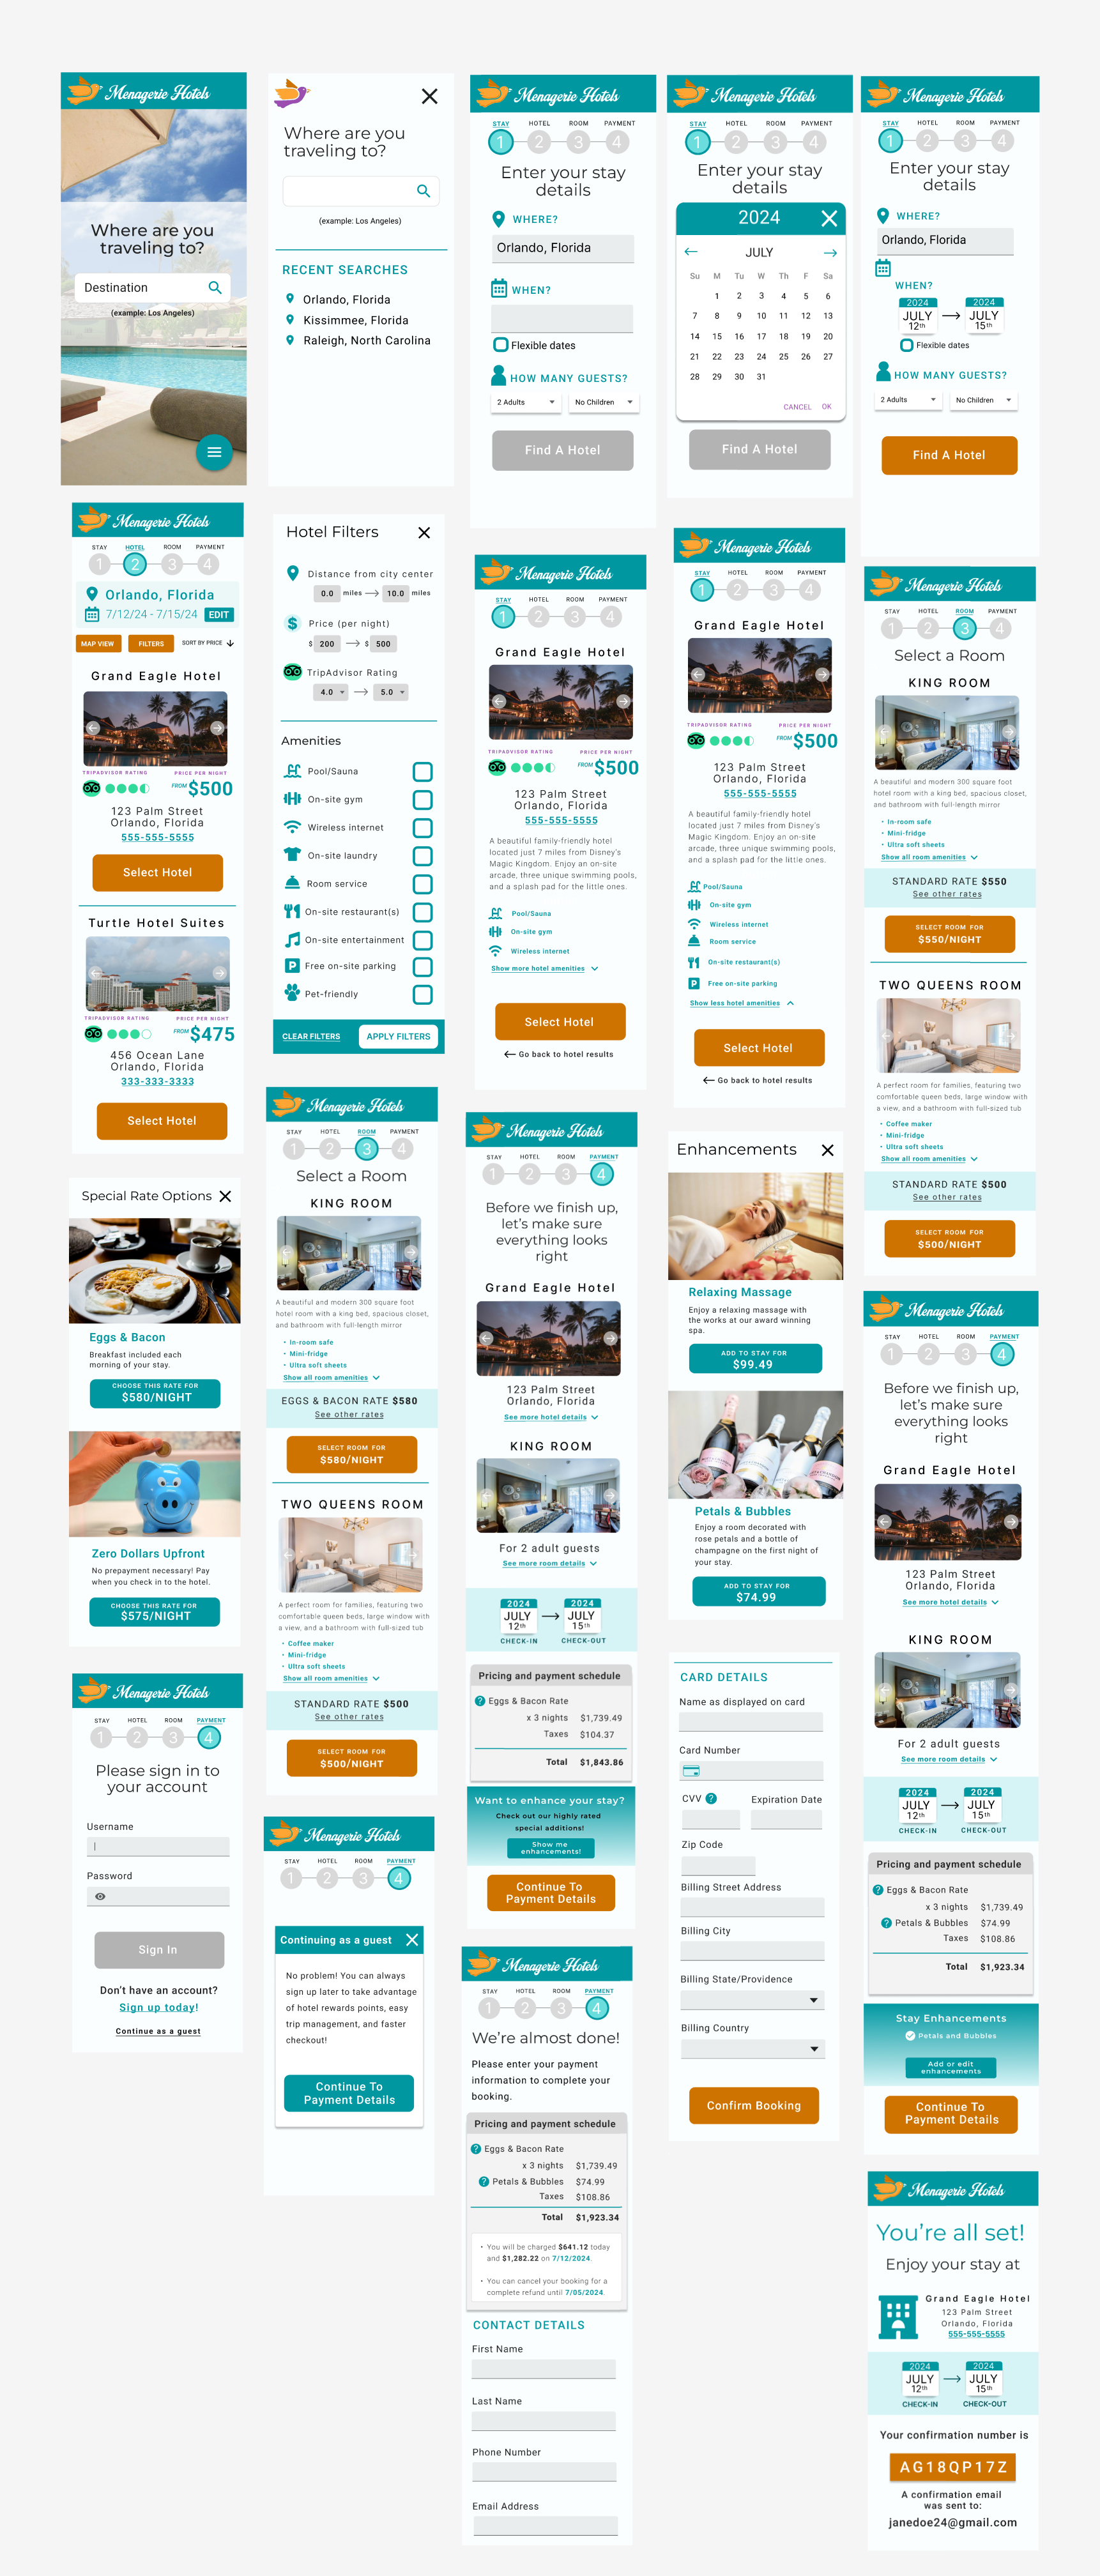 Menagerie Hotels
Where are you
traveling to?
Destination
(example: Los Angeles)
Where are you
traveling to?
(example: Los Angeles)
RECENT SEARCHES
Orlando, Florida
Kissimmee, Florida
Raleigh, North Carolina
Menagerie Hotels
STAY HOTEL ROOM PAYMENT
1 2 3 4
Enter your stay
details
WHERE?
Orlando, Florida
WHEN?
Flexible dates
HOW MANY GUESTS?
2 Adults No Children
Find A Hotel
Menagerie Hotels
STAY HOTEL ROOM PAYMENT
1 2 3 4
Enter your stay
details
2024
JULY
Su M Tu W Th F Sa
1 2 3 4 5 6
7 8 9 10 11 12 13
14 15 16 17 18 19 20
21 22 23 24 25 26 27
28 29 30 31
CANCEL OK
Find A Hotel
Menagerie Hotels
STAY HOTEL ROOM PAYMENT
1 2 3 4
Enter your stay
details
WHERE?
Orlando, Florida
WHEN?
2024 2024
JULY JULY
12th 15th
Flexible dates
HOW MANY GUESTS?
2 Adults No Children
Find A Hotel
Menagerie Hotels
STAY HOTEL ROOM PAYMENT
1 2 3 4
Orlando, Florida
7/12/24 - 7/15/24 EDIT
MAP VIEW FILTERS SORT BY PRICE
Grand Eagle Hotel
TRIPADVISOR RATING PRICE PER NIGHT
FROM $500
123 Palm Street
Orlando, Florida
555-555-5555
Select Hotel
Turtle Hotel Suites
TRIPADVISOR RATING PRICE PER NIGHT
FROM $475
456 Ocean Lane
Orlando, Florida
333-333-3333
Select Hotel
Hotel Filters
Distance from city center
0.0 miles 10.0 miles
Price (per night)
$ 200 $ 500
TripAdvisor Rating
4.0 5.0
Amenities
Pool/Sauna
On-site gym
Wireless internet
On-site laundry
Room service
On-site restaurant(s)
On-site entertainment
Free on-site parking
Pet-friendly
CLEAR FILTERS APPLY FILTERS
Menagerie Hotels
STAY HOTEL ROOM PAYMENT
1 2 3 4
Grand Eagle Hotel
TRIPADVISOR RATING PRICE PER NIGHT
FROM $500
123 Palm Street
Orlando, Florida
555-555-5555
A beautiful family-friendly hotel
located just 7 miles from Disney's
Magic Kingdom. Enjoy an on-site
arcade, three unique swimming pools,
and a splash pad for the little ones.
Pool/Sauna
On-site gym
Wireless internet
Show more hotel amenities
Select Hotel
Go back to hotel results
Menagerie Hotels
STAY HOTEL ROOM PAYMENT
1 2 3 4
Grand Eagle Hotel
TRIPADVISOR RATING PRICE PER NIGHT
FROM $500
123 Palm Street
Orlando, Florida
555-555-5555
A beautiful family-friendly hotel
located just 7 miles from Disney's
Magic Kingdom. Enjoy an on-site
arcade, three unique swimming pools,
and a splash pad for the little ones.
Pool/Sauna
On-site gym
Wireless internet
Room service
On-site restaurant(s)
P Free on-site parking
Show less hotel amenities
Select Hotel
Go back to hotel results
Menagerie Hotels
STAY HOTEL ROOM PAYMENT
1 2 3 4
Select a Room
KING ROOM
A beautiful and modern 300 square foot
hotel room with a king bed, spacious closet,
and bathroom with full-length mirror
• In-room safe
• Mini-fridge
• Ultra soft sheets
Show all room amenities
STANDARD RATE $550
See other rates
SELECT ROOM FOR
$550/NIGHT
TWO QUEENS ROOM
A perfect room for families, featuring two
comfortable queen beds, large window with
a view, and a bathroom with full-sized tub
• Coffee maker
• Mini-fridge
• Ultra soft sheets
Show all room amenities
STANDARD RATE $500
See other rates
SELECT ROOM FOR
$500/NIGHT
Special Rate Options
Eggs & Bacon
Breakfast included each
morning of your stay.
CHOOSE THIS RATE FOR
$580/NIGHT
Zero Dollars Upfront
No prepayment necessary! Pay
when you check in to the hotel.
CHOOSE THIS RATE FOR
$575/NIGHT
Menagerie Hotels
STAY HOTEL ROOM PAYMENT
1 2 3 4
Select a Room
KING ROOM
A beautiful and modern 300 square foot
hotel room with a king bed, spacious closet,
and bathroom with full-length mirror
• In-room safe
• Mini-fridge
• Ultra soft sheets
Show all room amenities
EGGS & BACON RATE $580
See other rates
SELECT ROOM FOR
$580/NIGHT
TWO QUEENS ROOM
A perfect room for families, featuring two
comfortable queen beds, large window with
a view, and a bathroom with full-sized tub
• Coffee maker
• Mini-fridge
• Ultra soft sheets
Show all room amenities
STANDARD RATE $500
See other rates
SELECT ROOM FOR
$500/NIGHT
Menagerie Hotels
STAY HOTEL ROOM PAYMENT
1 2 3 4
Before we finish up,
let's make sure
everything looks
right
Grand Eagle Hotel
123 Palm Street
Orlando, Florida
See more hotel details
KING ROOM
For 2 adult guests
See more room details
2024 2024
JULY JULY
12th 15th
CHECK-IN CHECK-OUT
Pricing and payment schedule
Eggs & Bacon Rate
x 3 nights $1,739.49
Taxes $104.37
Total $1,843.86
Want to enhance your stay?
Check out our highly rated
special additions!
Show me
enhancements!
Continue To
Payment Details
Enhancements
Relaxing Massage
Enjoy a relaxing massage with
the works at our award winning
spa.
ADD TO STAY FOR
$99.49
Petals & Bubbles
Enjoy a room decorated with
rose petals and a bottle of
champagne on the first night of
your stay.
ADD TO STAY FOR
$74.99
Menagerie Hotels
STAY HOTEL ROOM PAYMENT
1 2 3 4
Before we finish up,
let's make sure
everything looks
right
Grand Eagle Hotel
123 Palm Street
Orlando, Florida
See more hotel details
KING ROOM
For 2 adult guests
See more room details
2024 2024
JULY JULY
12th 15th
CHECK-IN CHECK-OUT
Pricing and payment schedule
Eggs & Bacon Rate
x 3 nights $1,739.49
Petals & Bubbles $74.99
Taxes $108.86
Total $1,923.34
Stay Enhancements
Petals and Bubbles
Add or edit
enhancements
Continue To
Payment Details
Menagerie Hotels
STAY HOTEL ROOM PAYMENT
1 2 3 4
Please sign in to
your account
Username
Password
Sign In
Don't have an account?
Sign up today!
Continue as a guest
Menagerie Hotels
STAY HOTEL ROOM PAYMENT
1 2 3 4
Continuing as a guest
No problem! You can always
sign up later to take advantage
of hotel rewards points, easy
trip management, and faster
checkout!
Continue To
Payment Details
Menagerie Hotels
STAY HOTEL ROOM PAYMENT
1 2 3 4
We're almost done!
Please enter your payment
information to complete your
booking.
Pricing and payment schedule
Eggs & Bacon Rate
x 3 nights $1,739.49
Petals & Bubbles $74.99
Taxes $108.86
Total $1,923.34
• You will be charged $641.12 today
and $1,282.22 on 7/12/2024.
• You can cancel your booking for a
complete refund until 7/05/2024.
CONTACT DETAILS
First Name
Last Name
Phone Number
Email Address
CARD DETAILS
Name as displayed on card
Card Number
CVV Expiration Date
Zip Code
Billing Street Address
Billing City
Billing State/Providence
Billing Country
Confirm Booking
Menagerie Hotels
You're all set!
Enjoy your stay at
Grand Eagle Hotel
123 Palm Street
Orlando, Florida
555-555-5555
2024 2024
JULY JULY
12th 15th
CHECK-IN CHECK-OUT
Your confirmation number is
AG18QP17Z
A confirmation email
was sent to:
janedoe24@gmail.com